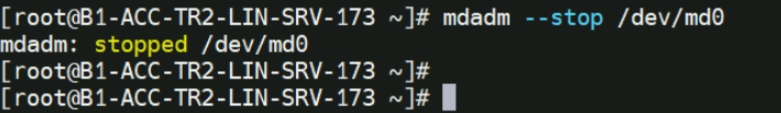 [root@B1-ACC-TR2-LIN-SRV-173 ~]# mdadm --stop /dev/md0
mdadm: stopped /dev/md0
[root@B1-ACC-TR2-LIN-SRV-173 ~]#
[root@B1-ACC-TR2-LIN-SRV-173 ~]#